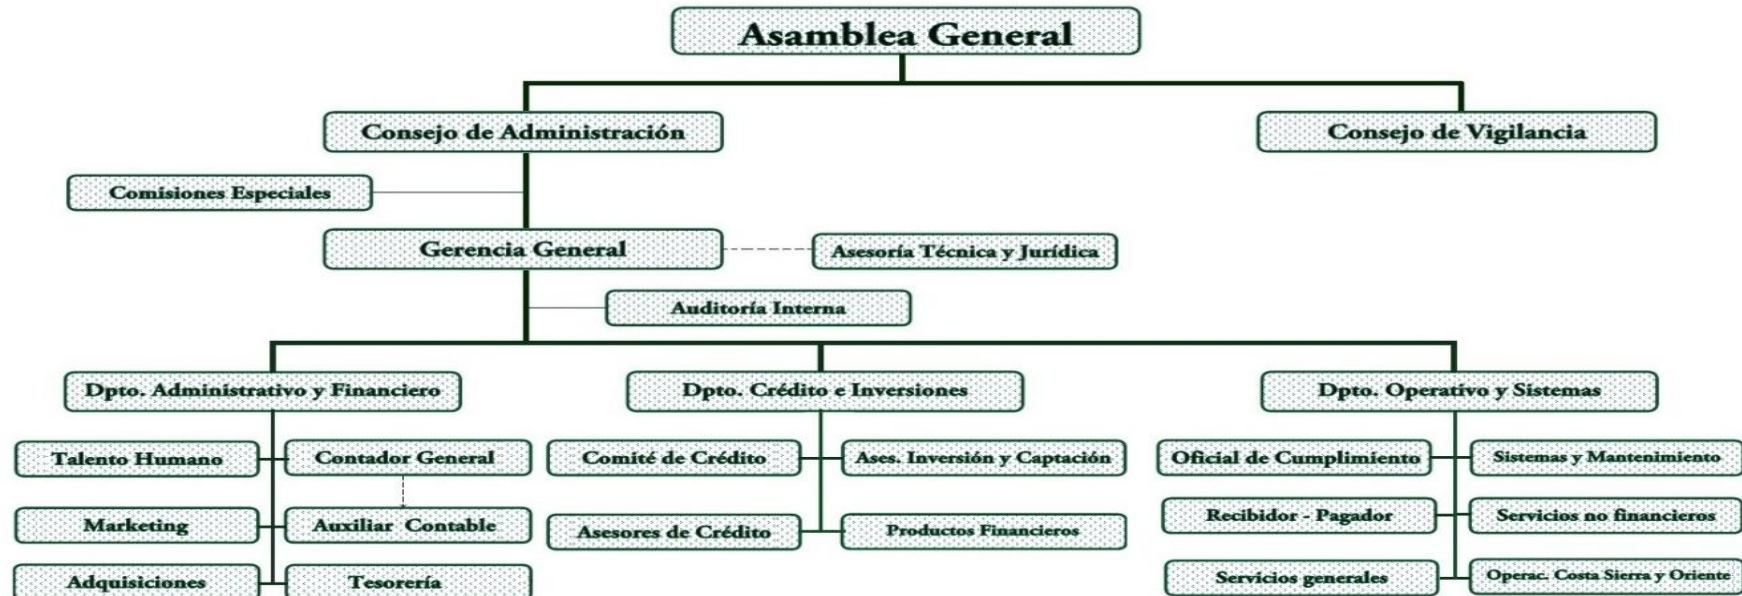 Asamblea General
Consejo de Administración
Consejo de Vigilancia
Comisiones Especiales
Gerencia General
Asesoría Técnica y Jurídica
Auditoría Interna
Dpto. Administrativo y Financiero
Dpto. Crédito e Inversiones
Dpto. Operativo y Sistemas
Talento Humano
Contador General
Comité de Crédito
Ases. Inversión y Captación
Oficial de Cumplimiento
Sistemas y Mantenimiento
Marketing
Auxiliar Contable
Asesores de Crédito
Productos Financieros
Recibidor - Pagador
Servicios no financieros
Adquisiciones
Tesorería
Servicios generales
Operac. Costa Sierra y Oriente